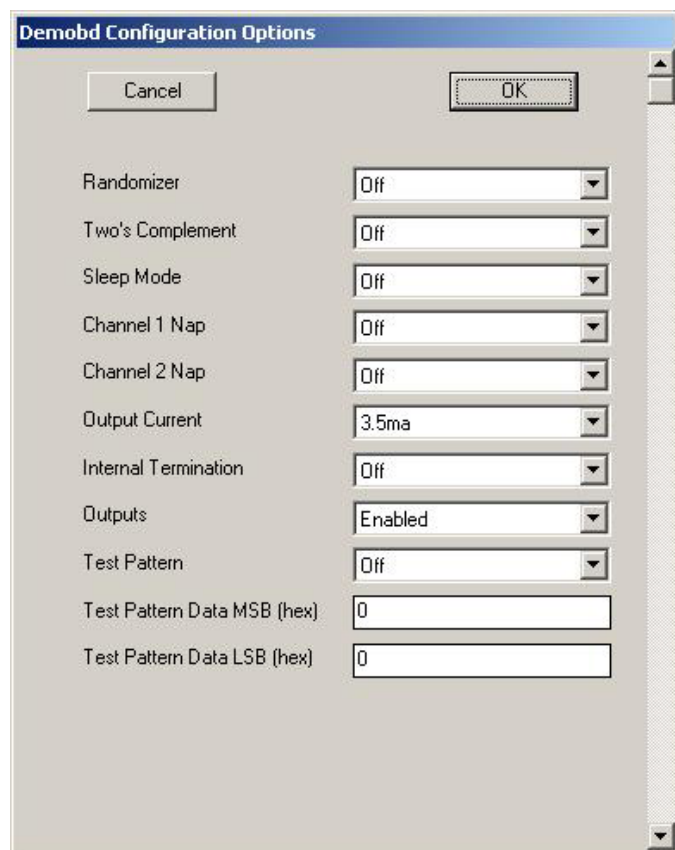 Demobd Configuration Options
Cancel OK
Randomizer Off
Two's Complement Off
Sleep Mode Off
Channel 1 Nap Off
Channel 2 Nap Off
Output Current 3.5ma
Internal Termination Off
Outputs Enabled
Test Pattern Off
Test Pattern Data MSB (hex) 0
Test Pattern Data LSB (hex) 0